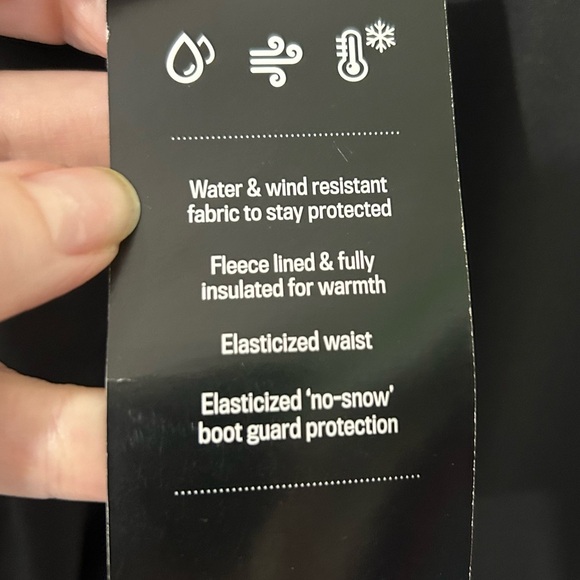 Water & wind resistant
fabric to stay protected
Fleece lined & fully
insulated for warmth
Elasticized waist
Elasticized ‘no-snow’
boot guard protection